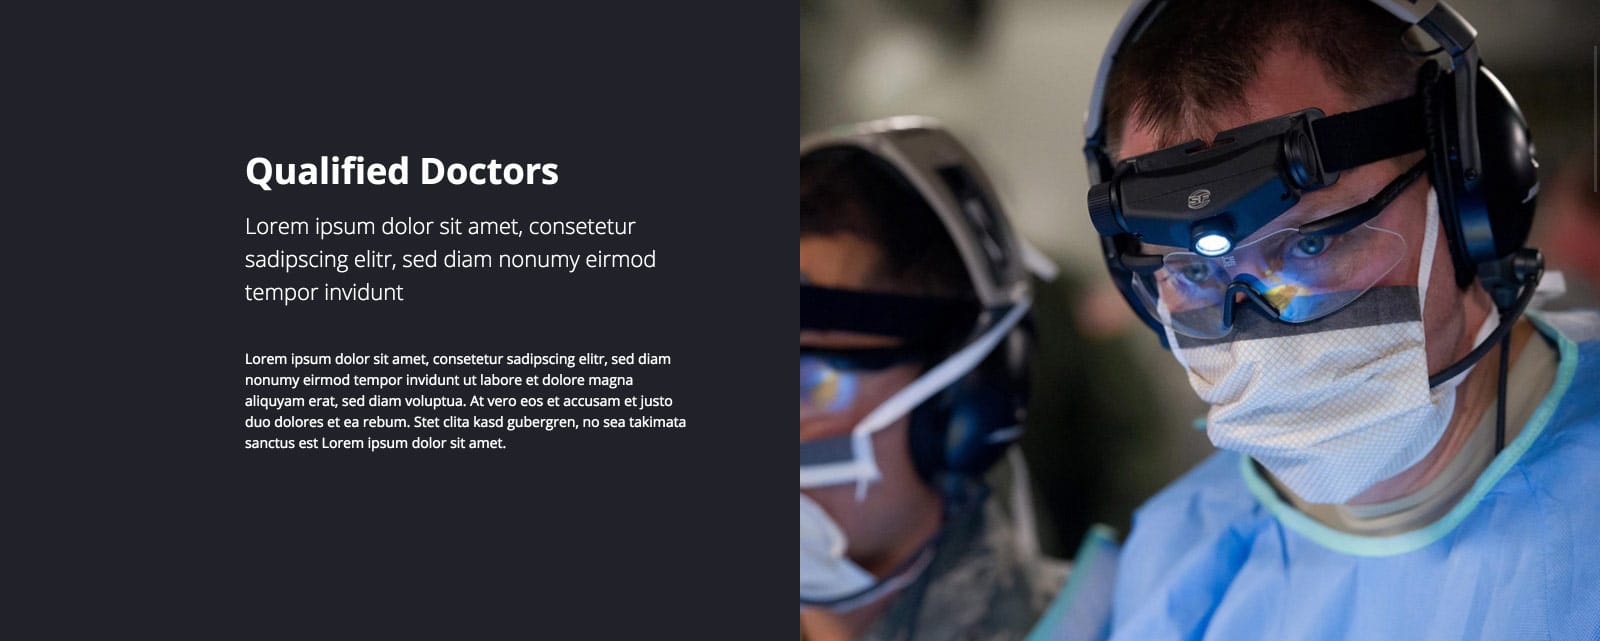 Qualified Doctors
Lorem ipsum dolor sit amet, consetetur
sadipscing elitr, sed diam nonumy eirmod
tempor invidunt
Lorem ipsum dolor sit amet, consetetur sadipscing elitr, sed diam
nonumy eirmod tempor invidunt ut labore et dolore magna
aliquyam erat, sed diam voluptua. At vero eos et accusam et justo
duo dolores et ea rebum. Stet clita kasd gubergren, no sea takimata
sanctus est Lorem ipsum dolor sit amet.